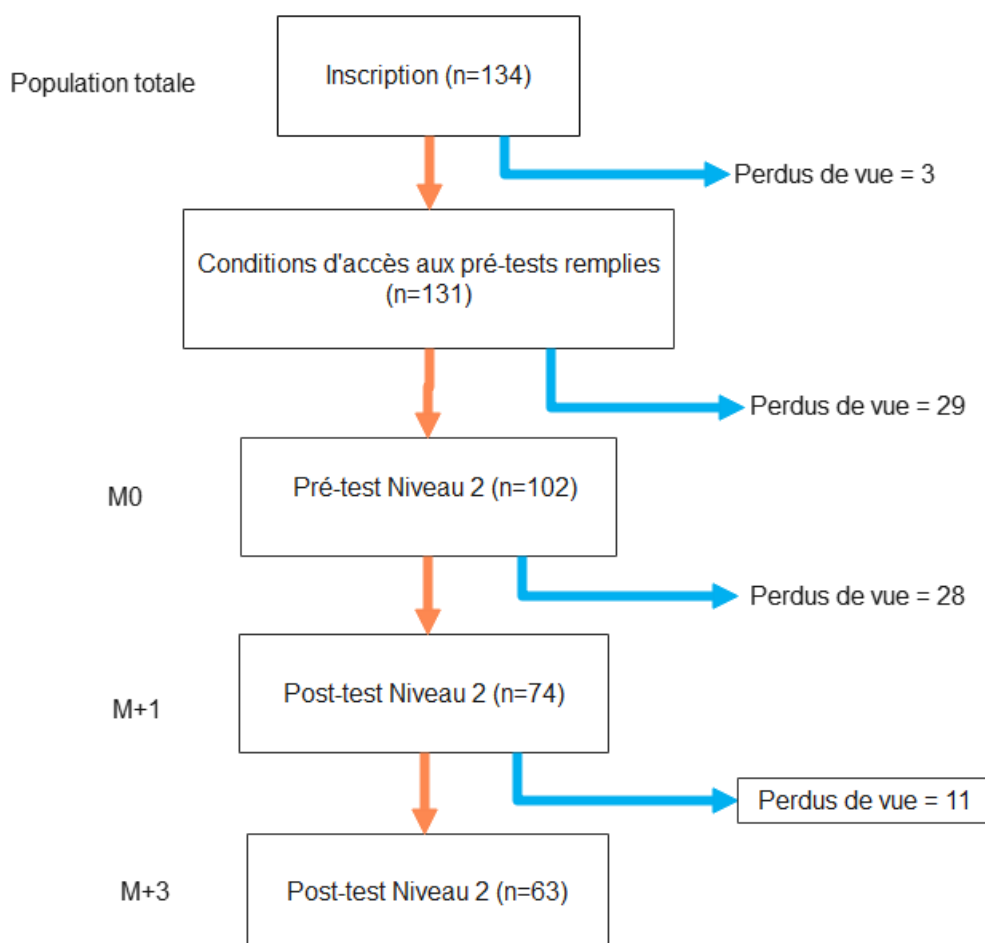 Population totale
Inscription (n=134)
Perdus de vue = 3
Conditions d'accès aux pré-tests remplies
(n=131)
Perdus de vue = 29
M0
Pré-test Niveau 2 (n=102)
Perdus de vue = 28
M+1
Post-test Niveau 2 (n=74)
Perdus de vue = 11
M+3
Post-test Niveau 2 (n=63)